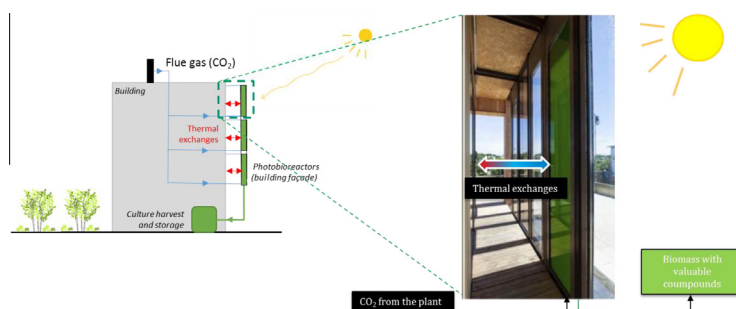 Flue gas (CO₂)
Building
Thermal
exchanges
Photobioreactors
(building façade)
Culture harvest
and storage
Thermal exchanges
CO₂ from the plant
Biomass with
valuable
coumpounds